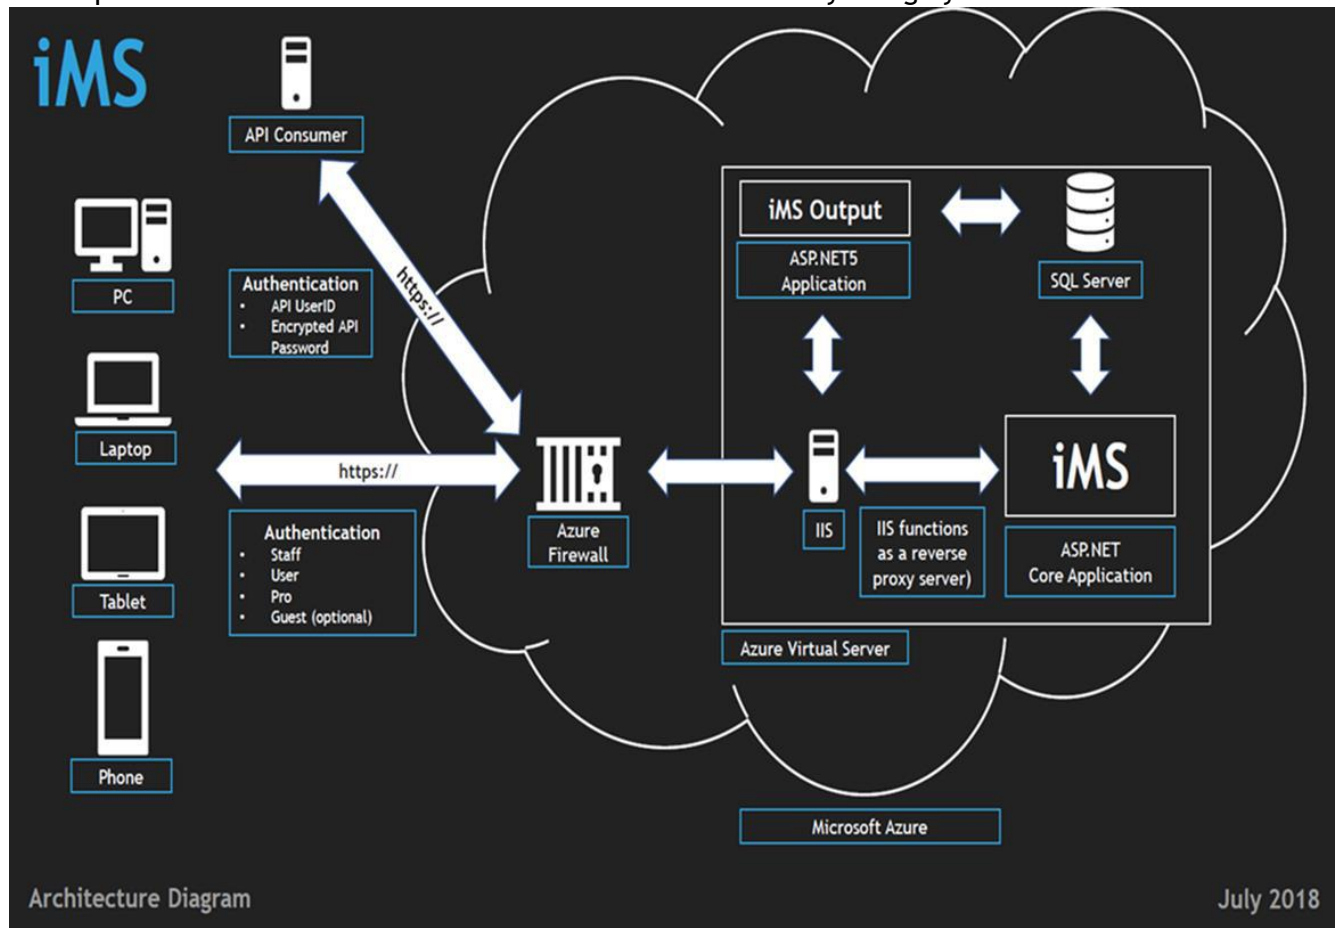 iMS
API Consumer
PC
Authentication
• API UserID
• Encrypted API
Password
https://
Laptop
https://
Authentication
• Staff
• User
• Pro
• Guest (optional)
Tablet
Phone
Azure
Firewall
iMS Output
ASP.NET5
Application
SQL Server
IIS
IIS functions
as a reverse
proxy server)
iMS
ASP.NET
Core Application
Azure Virtual Server
Microsoft Azure
Architecture Diagram
July 2018